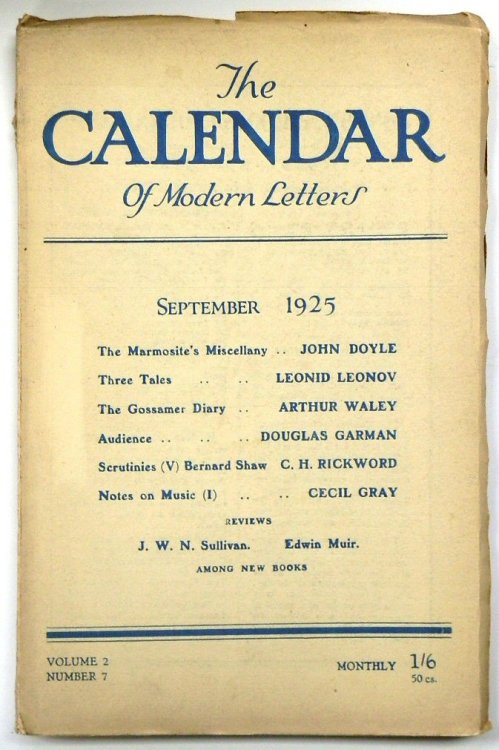 The
CALENDAR
Of Modern Letters
SEPTEMBER 1925
The Marmosite's Miscellany .. JOHN DOYLE
Three Tales .. .. LEONID LEONOV
The Gossamer Diary .. ARTHUR WALEY
Audience .. .. .. DOUGLAS GARMAN
Scrutinies (V) Bernard Shaw C. H. RICKWORD
Notes on Music (I) .. .. CECIL GRAY
REVIEWS
J. W. N. Sullivan. Edwin Muir.
AMONG NEW BOOKS
VOLUME 2
NUMBER 7
MONTHLY 1/6
50 cs.